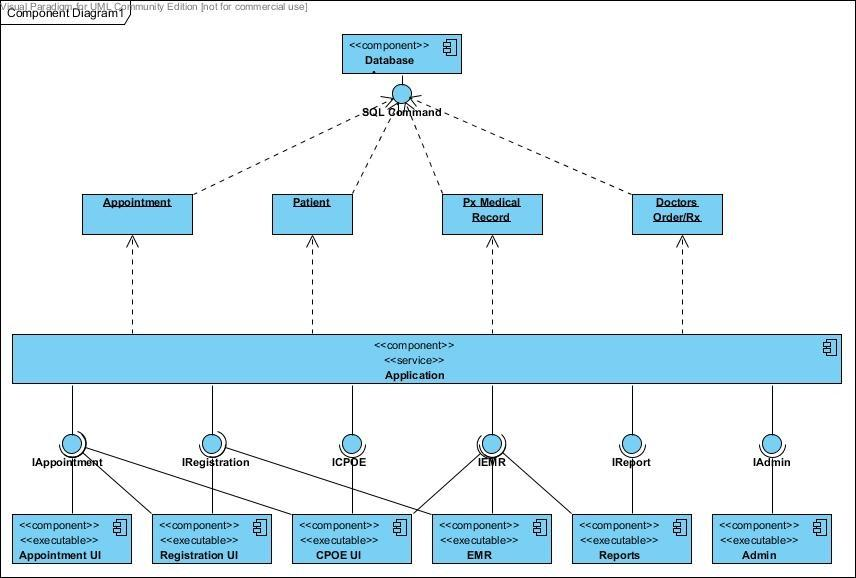 Visual Paradigm for UML Community Edition [not for commercial use]
Component Diagram1
<<component>>
Database
SQL Command
Appointment
Patient
Px Medical
Record
Doctors
Order/Rx
<<component>>
<<service>>
Application
IAppointment
IRegistration
ICPOE
IEMR
IReport
IAdmin
<<component>>
<<executable>>
Appointment UI
<<component>>
<<executable>>
Registration UI
<<component>>
<<executable>>
CPOE UI
<<component>>
<<executable>>
EMR
<<component>>
<<executable>>
Reports
<<component>>
<<executable>>
Admin